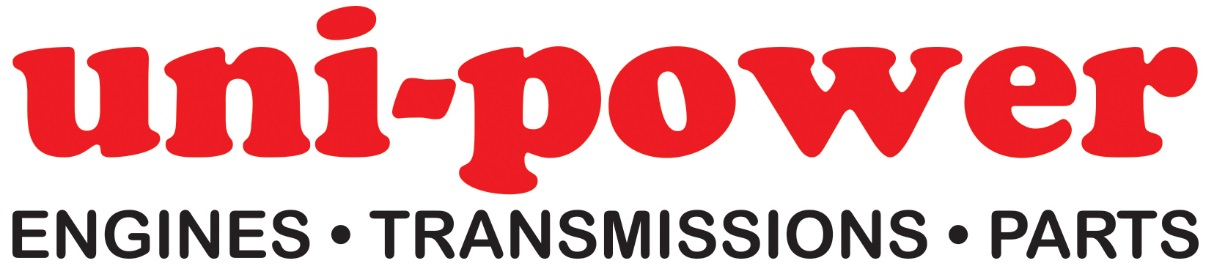 uni-power
ENGINES • TRANSMISSIONS • PARTS